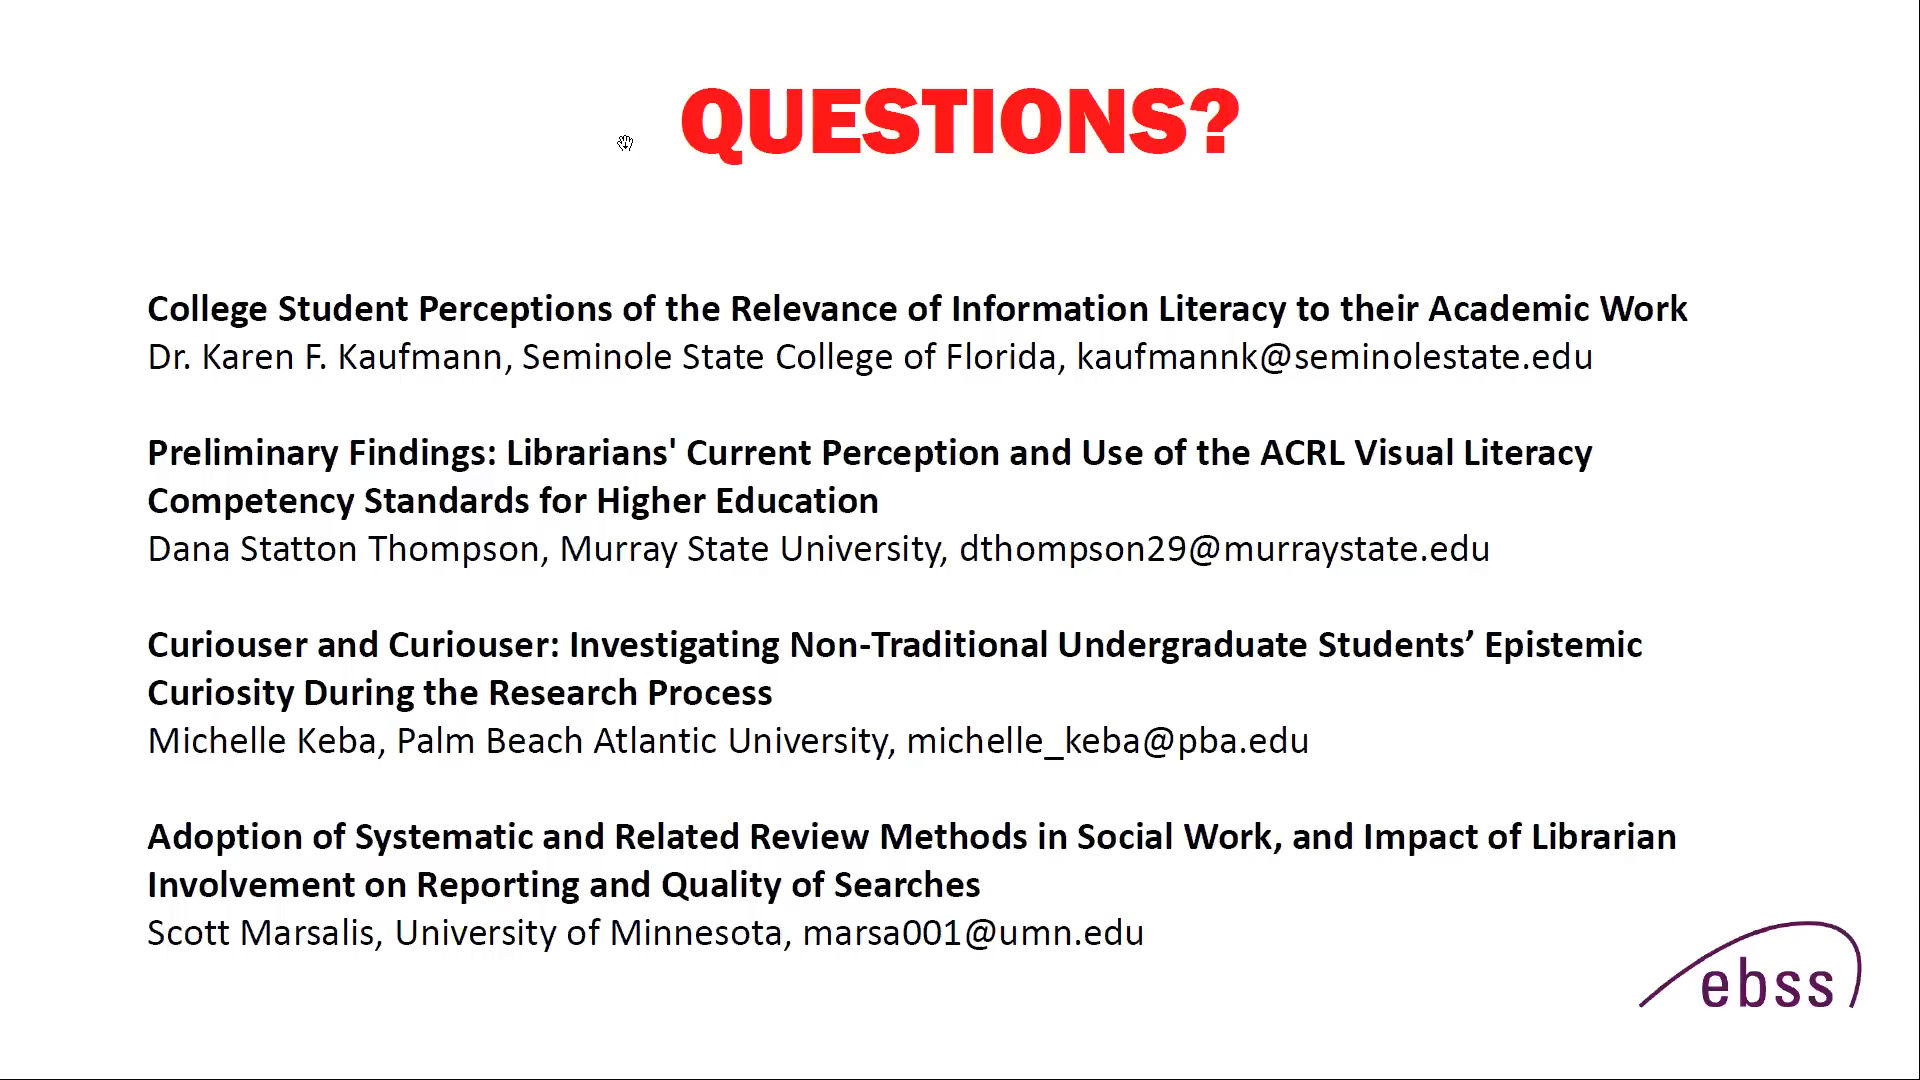 QUESTIONS?
College Student Perceptions of the Relevance of Information Literacy to their Academic Work
Dr. Karen F. Kaufmann, Seminole State College of Florida, kaufmannk@seminolestate.edu
Preliminary Findings: Librarians' Current Perception and Use of the ACRL Visual Literacy
Competency Standards for Higher Education
Dana Statton Thompson, Murray State University, dthompson29@murraystate.edu
Curiouser and Curiouser: Investigating Non-Traditional Undergraduate Students’ Epistemic
Curiosity During the Research Process
Michelle Keba, Palm Beach Atlantic University, michelle_keba@pba.edu
Adoption of Systematic and Related Review Methods in Social Work, and Impact of Librarian
Involvement on Reporting and Quality of Searches
Scott Marsalis, University of Minnesota, marsa001@umn.edu
ebss